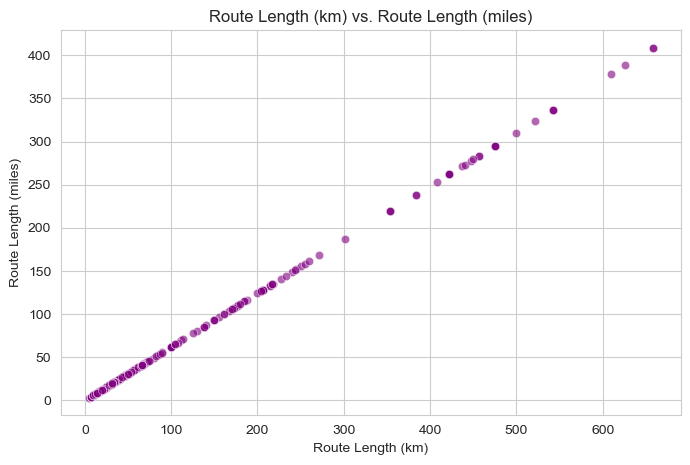 Route Length (km) vs. Route Length (miles)
400
350
300
250
200
150
100
50
0
Route Length (miles)
0 100 200 300 400 500 600
Route Length (km)